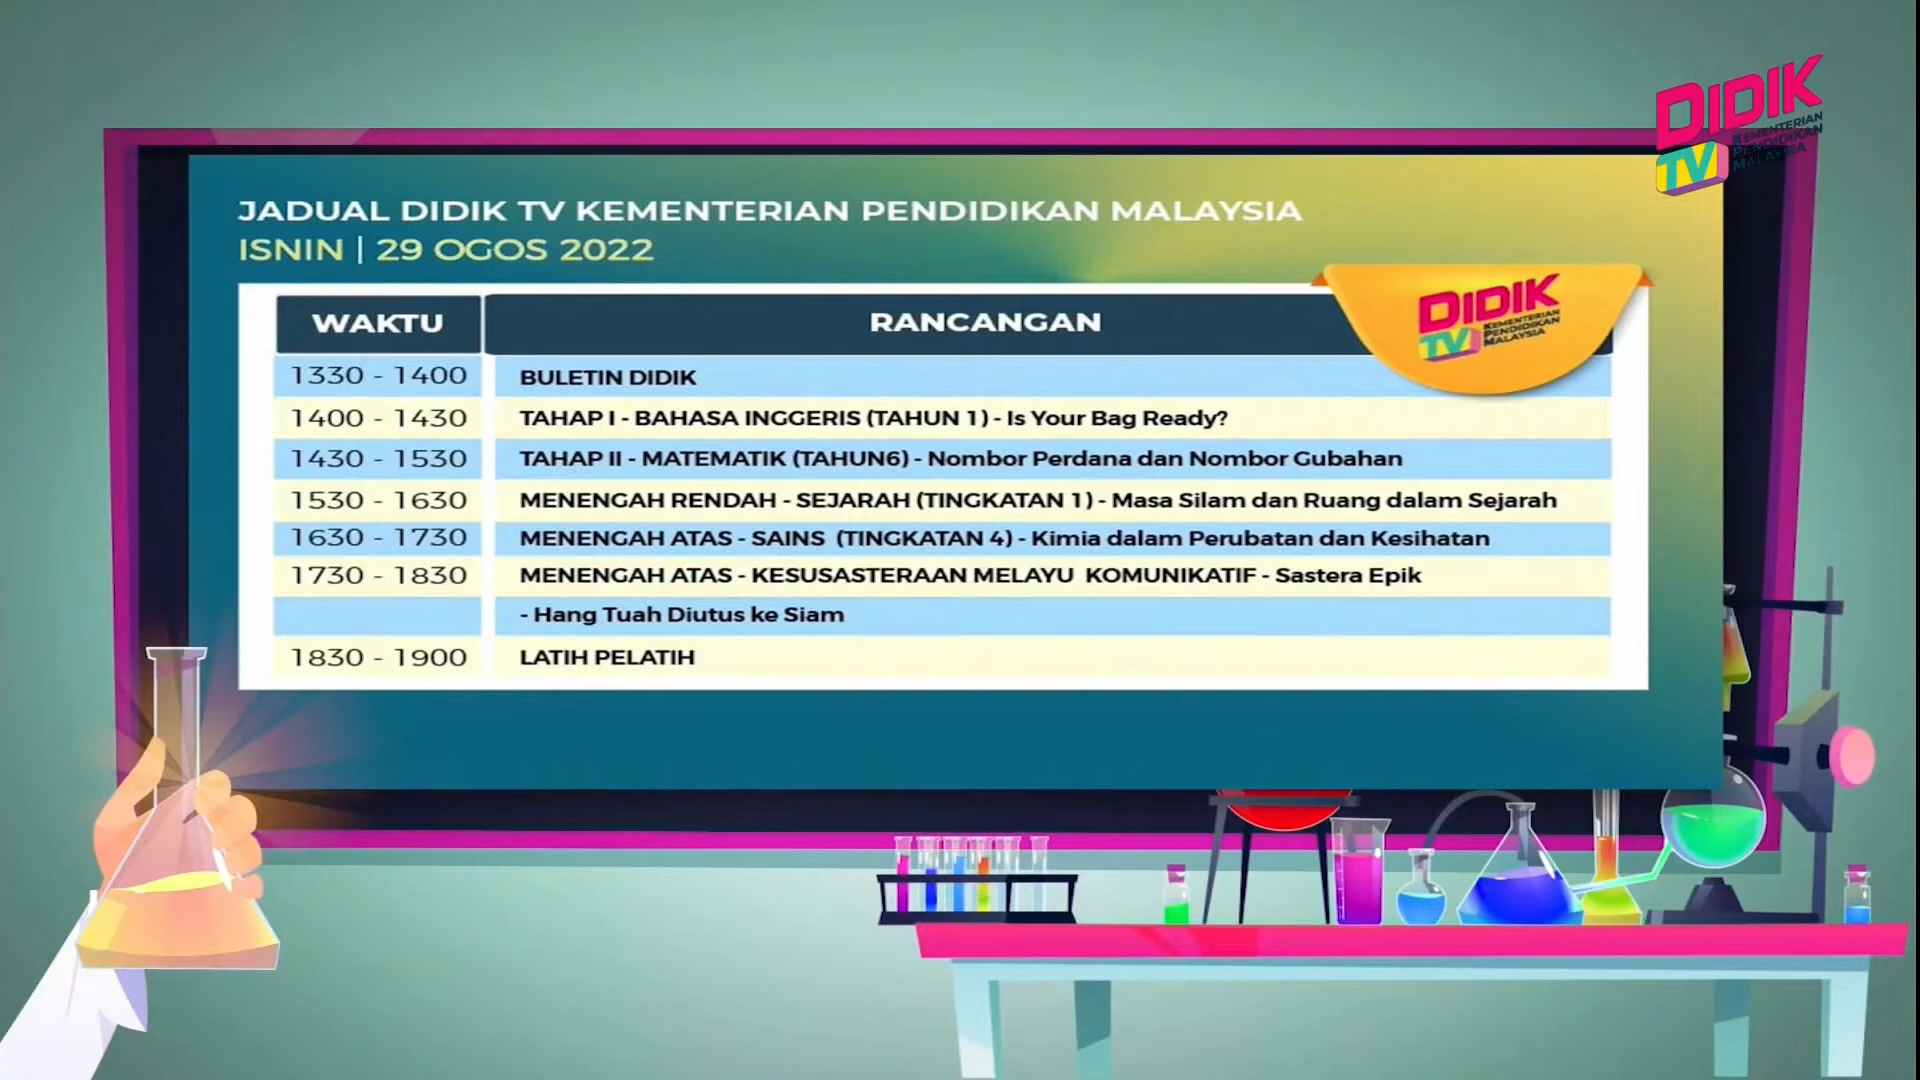 DIDIK
TV
KEMENTERIAN
PENDIDIKAN
MALAYSIA
JADUAL DIDIK TV KEMENTERIAN PENDIDIKAN MALAYSIA
ISNIN | 29 OGOS 2022
DIDIK
TV
KEMENTERIAN
PENDIDIKAN
MALAYSIA
WAKTU RANCANGAN
1330 - 1400 BULETIN DIDIK
1400 - 1430 TAHAP I - BAHASA INGGERIS (TAHUN 1) - Is Your Bag Ready?
1430 - 1530 TAHAP II - MATEMATIK (TAHUN6) - Nombor Perdana dan Nombor Gubahan
1530 - 1630 MENENGAH RENDAH - SEJARAH (TINGKATAN 1) - Masa Silam dan Ruang dalam Sejarah
1630 - 1730 MENENGAH ATAS - SAINS (TINGKATAN 4) - Kimia dalam Perubatan dan Kesihatan
1730 - 1830 MENENGAH ATAS - KESUSASTERAAN MELAYU KOMUNIKATIF - Sastera Epik
- Hang Tuah Diutus ke Siam
1830 - 1900 LATIH PELATIH